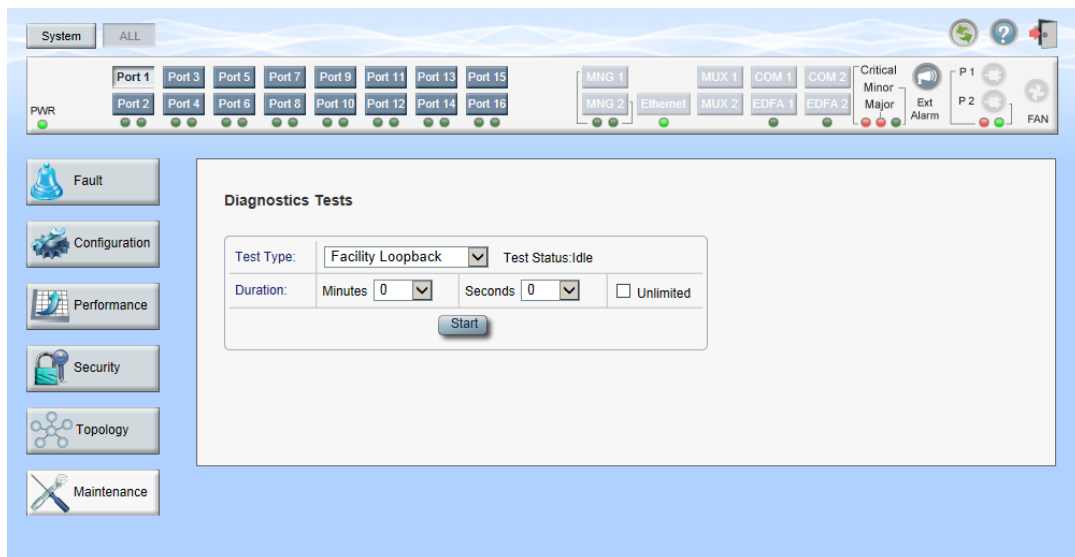 System ALL
Port 1 Port 3 Port 5 Port 7 Port 9 Port 11 Port 13 Port 15 MNG 1 MUX 1 COM 1 COM 2 Critical P 1
Minor
Port 2 Port 4 Port 6 Port 8 Port 10 Port 12 Port 14 Port 16 MNG 2 Ethernet MUX 2 EDFA 1 EDFA 2 Major Ext Alarm P 2
PWR FAN
Fault
Configuration
Performance
Security
Topology
Maintenance
Diagnostics Tests
Test Type: Facility Loopback Test Status:Idle
Duration: Minutes 0 Seconds 0 Unlimited
Start